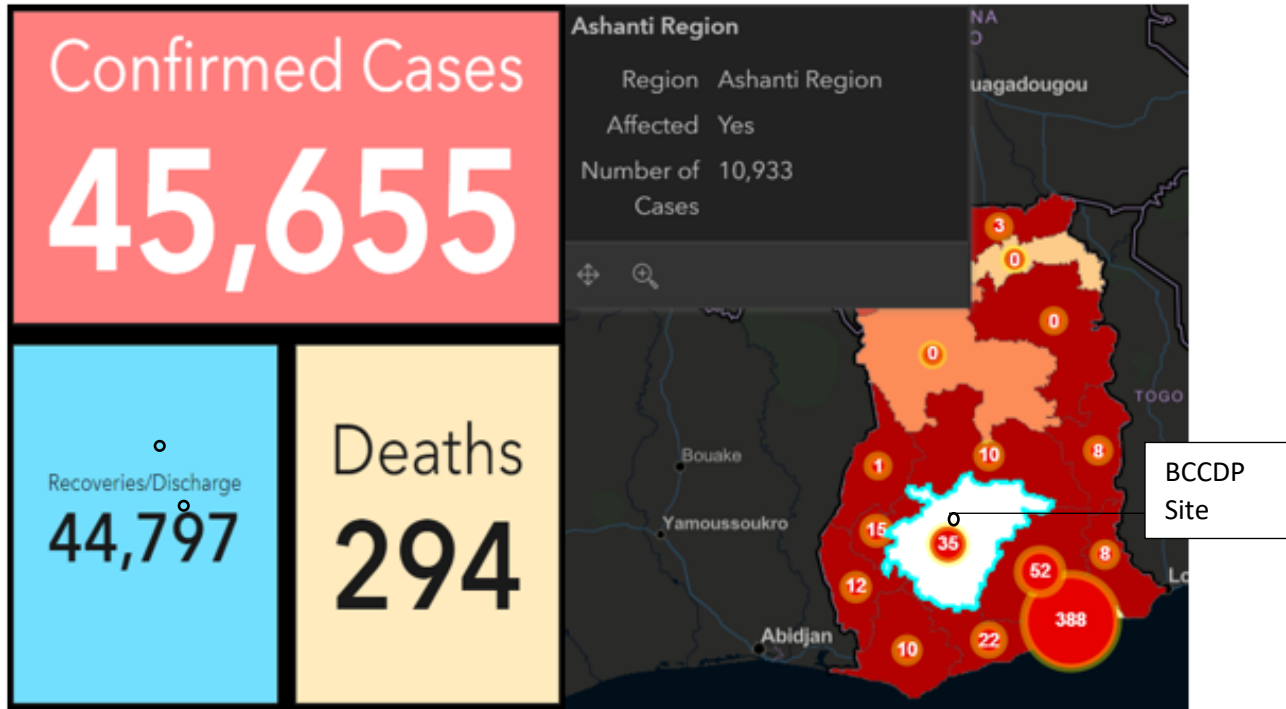 Confirmed Cases
45,655
Recoveries/Discharge
44,797
Deaths
294
Ashanti Region
Region Ashanti Region
Affected Yes
Number of 10,933
Cases
NA
O
uagadougou
3
0
0
0
TOGO
Bouake
1
10
8
BCCDP
Site
Yamoussoukro
15
35
8
12
52
Lo
388
Abidjan
10
22